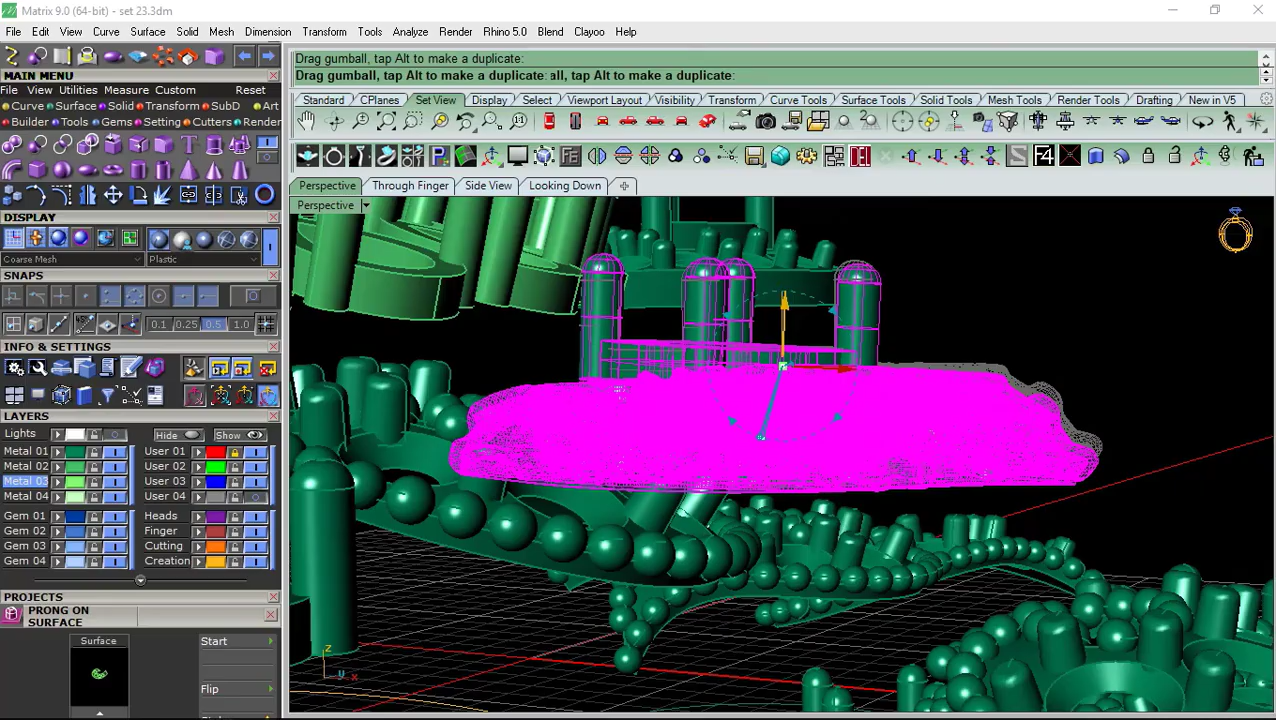 Matrix 9.0 (64-bit) - set 23.3dm
File Edit View Curve Surface Solid Mesh Dimension Transform Tools Analyze Render Rhino 5.0 Blend Clayoo Help
Drag gumball, tap Alt to make a duplicate:
Drag gumball, tap Alt to make a duplicate: all, tap Alt to make a duplicate:
MAIN MENU
File View Utilities Measure Custom Reset
Curve Surface Solid Transform SubD Art
Builder Tools Gems Setting Cutters Render
Standard CPlanes Set View Display Select Viewport Layout Visibility Transform Curve Tools Surface Tools Solid Tools Mesh Tools Render Tools Drafting New in V5
Perspective Through Finger Side View Looking Down
Perspective
DISPLAY
Coarse Mesh Plastic
SNAPS
0.1 0.25 0.5 1.0
INFO & SETTINGS
LAYERS
Lights Hide Show
Metal 01 User 01
Metal 02 User 02
Metal 03 User 03
Metal 04 User 04
Gem 01 Heads
Gem 02 Finger
Gem 03 Cutting
Gem 04 Creation
PROJECTS
PRONG ON
SURFACE
Surface Start
Flip
z
y x